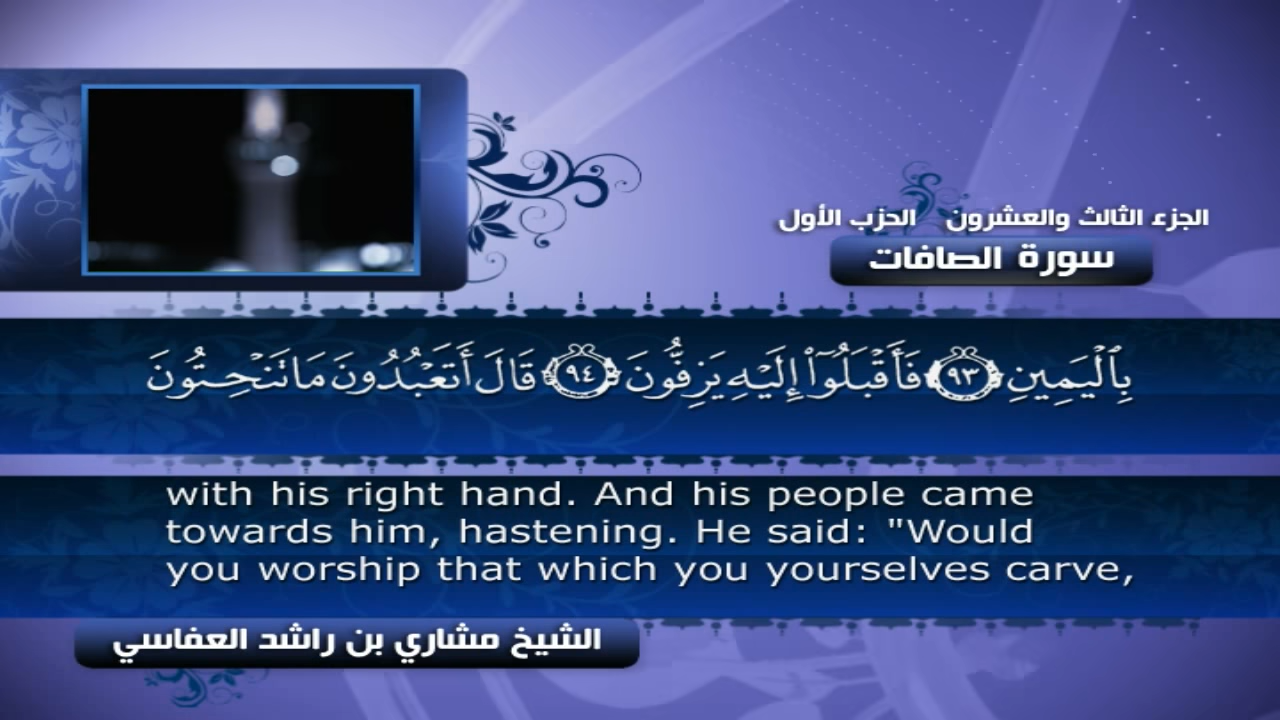 الجزء الثالث والعشرون الحزب الأول
سورة الصافات
بِٱلْيَمِينِ ٩٣ فَأَقْبَلُوٓا۟ إِلَيْهِ يَزِفُّونَ ٩٤ قَالَ أَتَعْبُدُونَ مَا تَنْحِتُونَ
with his right hand. And his people came
towards him, hastening. He said: "Would
you worship that which you yourselves carve,
الشيخ مشاري بن راشد العفاسي